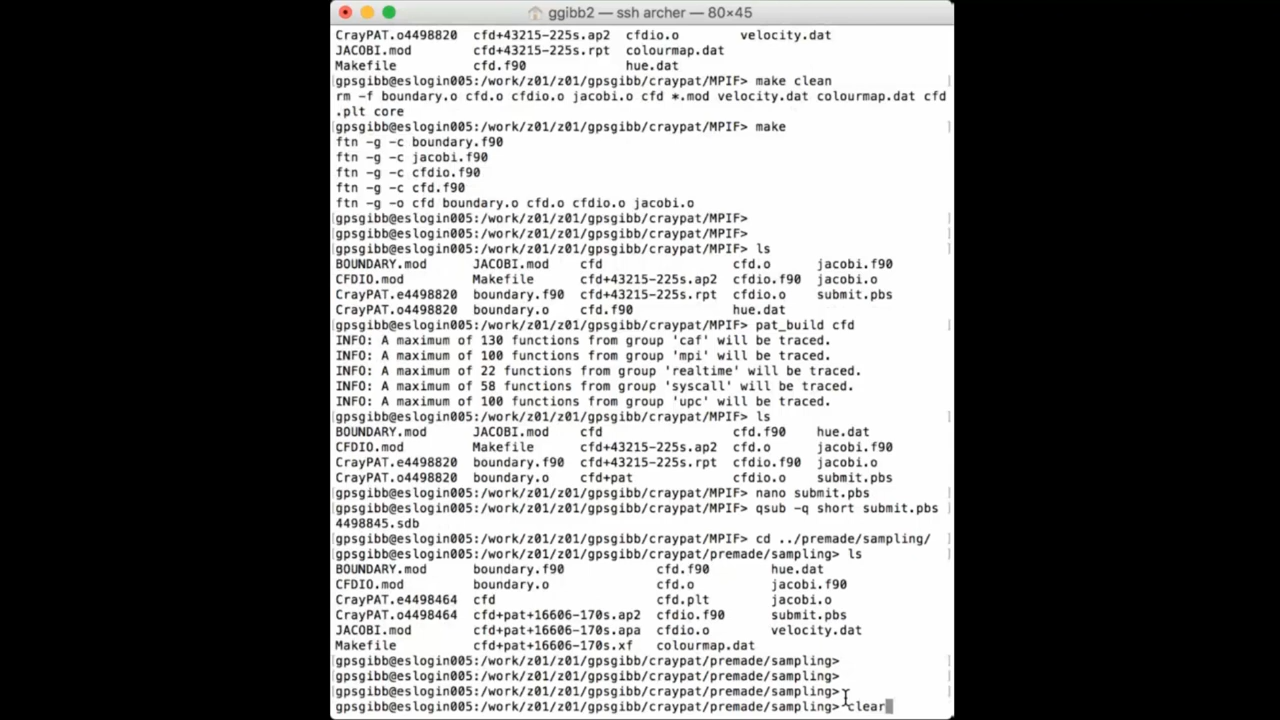 ggibb2 — ssh archer — 80×45
CrayPAT.o4498820  cfd+43215-225s.ap2  cfdio.o         velocity.dat
JACOBI.mod        cfd+43215-225s.rpt  colourmap.dat
Makefile          cfd.f90             hue.dat
gpsgibb@eslogin005:/work/z01/z01/gpsgibb/craypat/MPIF> make clean
rm -f boundary.o cfd.o cfdio.o jacobi.o cfd *.mod velocity.dat colourmap.dat cfd
.plt core
gpsgibb@eslogin005:/work/z01/z01/gpsgibb/craypat/MPIF> make
ftn -g -c boundary.f90
ftn -g -c jacobi.f90
ftn -g -c cfdio.f90
ftn -g -c cfd.f90
ftn -g -o cfd boundary.o cfd.o cfdio.o jacobi.o
gpsgibb@eslogin005:/work/z01/z01/gpsgibb/craypat/MPIF>
gpsgibb@eslogin005:/work/z01/z01/gpsgibb/craypat/MPIF>
gpsgibb@eslogin005:/work/z01/z01/gpsgibb/craypat/MPIF> ls
BOUNDARY.mod      JACOBI.mod    cfd                 cfd.o      jacobi.f90
CFDIO.mod         Makefile      cfd+43215-225s.ap2  cfdio.f90  jacobi.o
CrayPAT.e4498820  boundary.f90  cfd+43215-225s.rpt  cfdio.o    submit.pbs
CrayPAT.o4498820  boundary.o    cfd.f90             hue.dat
gpsgibb@eslogin005:/work/z01/z01/gpsgibb/craypat/MPIF> pat_build cfd
INFO: A maximum of 130 functions from group 'caf' will be traced.
INFO: A maximum of 100 functions from group 'mpi' will be traced.
INFO: A maximum of 22 functions from group 'realtime' will be traced.
INFO: A maximum of 58 functions from group 'syscall' will be traced.
INFO: A maximum of 100 functions from group 'upc' will be traced.
gpsgibb@eslogin005:/work/z01/z01/gpsgibb/craypat/MPIF> ls
BOUNDARY.mod      JACOBI.mod    cfd                 cfd.f90    hue.dat
CFDIO.mod         Makefile      cfd+43215-225s.ap2  cfd.o      jacobi.f90
CrayPAT.e4498820  boundary.f90  cfd+43215-225s.rpt  cfdio.f90  jacobi.o
CrayPAT.o4498820  boundary.o    cfd+pat             cfdio.o    submit.pbs
gpsgibb@eslogin005:/work/z01/z01/gpsgibb/craypat/MPIF> nano submit.pbs
gpsgibb@eslogin005:/work/z01/z01/gpsgibb/craypat/MPIF> qsub -q short submit.pbs
4498845.sdb
gpsgibb@eslogin005:/work/z01/z01/gpsgibb/craypat/MPIF> cd ../premade/sampling/
gpsgibb@eslogin005:/work/z01/z01/gpsgibb/craypat/premade/sampling> ls
BOUNDARY.mod      boundary.f90            cfd.f90        hue.dat
CFDIO.mod         boundary.o              cfd.o          jacobi.f90
CrayPAT.e4498464  cfd                     cfd.plt        jacobi.o
CrayPAT.o4498464  cfd+pat+16606-170s.ap2  cfdio.f90      submit.pbs
JACOBI.mod        cfd+pat+16606-170s.apa  cfdio.o        velocity.dat
Makefile          cfd+pat+16606-170s.xf   colourmap.dat
gpsgibb@eslogin005:/work/z01/z01/gpsgibb/craypat/premade/sampling>
gpsgibb@eslogin005:/work/z01/z01/gpsgibb/craypat/premade/sampling>
gpsgibb@eslogin005:/work/z01/z01/gpsgibb/craypat/premade/sampling>
gpsgibb@eslogin005:/work/z01/z01/gpsgibb/craypat/premade/sampling> clear